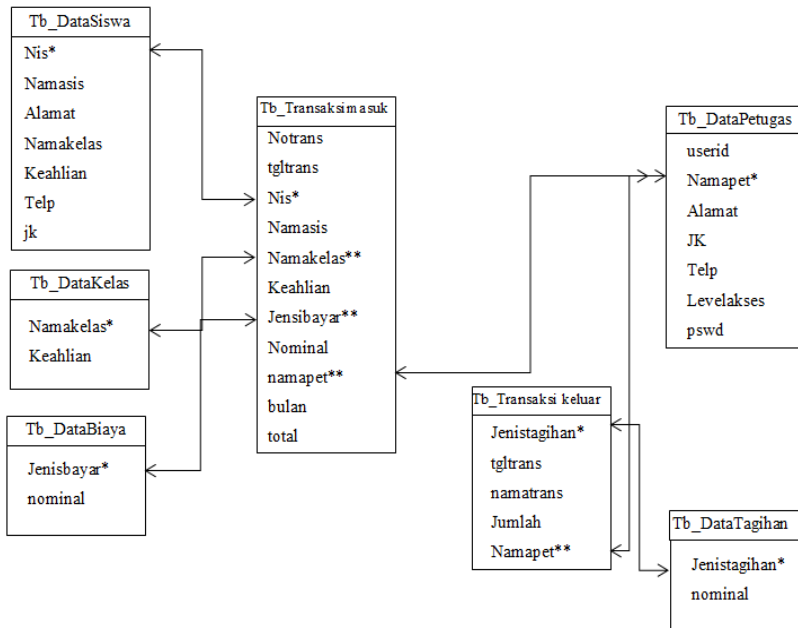 Tb_DataSiswa
Nis*
Namasis
Alamat
Namakelas
Keahlian
Telp
jk
Tb_DataKelas
Namakelas*
Keahlian
Tb_DataBiaya
Jenisbayar*
nominal
Tb_Transaksimasuk
Notrans
tgltrans
Nis*
Namasis
Namakelas**
Keahlian
Jensibayar**
Nominal
namapet**
bulan
total
Tb_DataPetugas
userid
Namapet*
Alamat
JK
Telp
Levelakses
pswd
Tb_Transaksi keluar
Jenistagihan*
tgltrans
namatrans
Jumlah
Namapet**
Tb_DataTagihan
Jenistagihan*
nominal